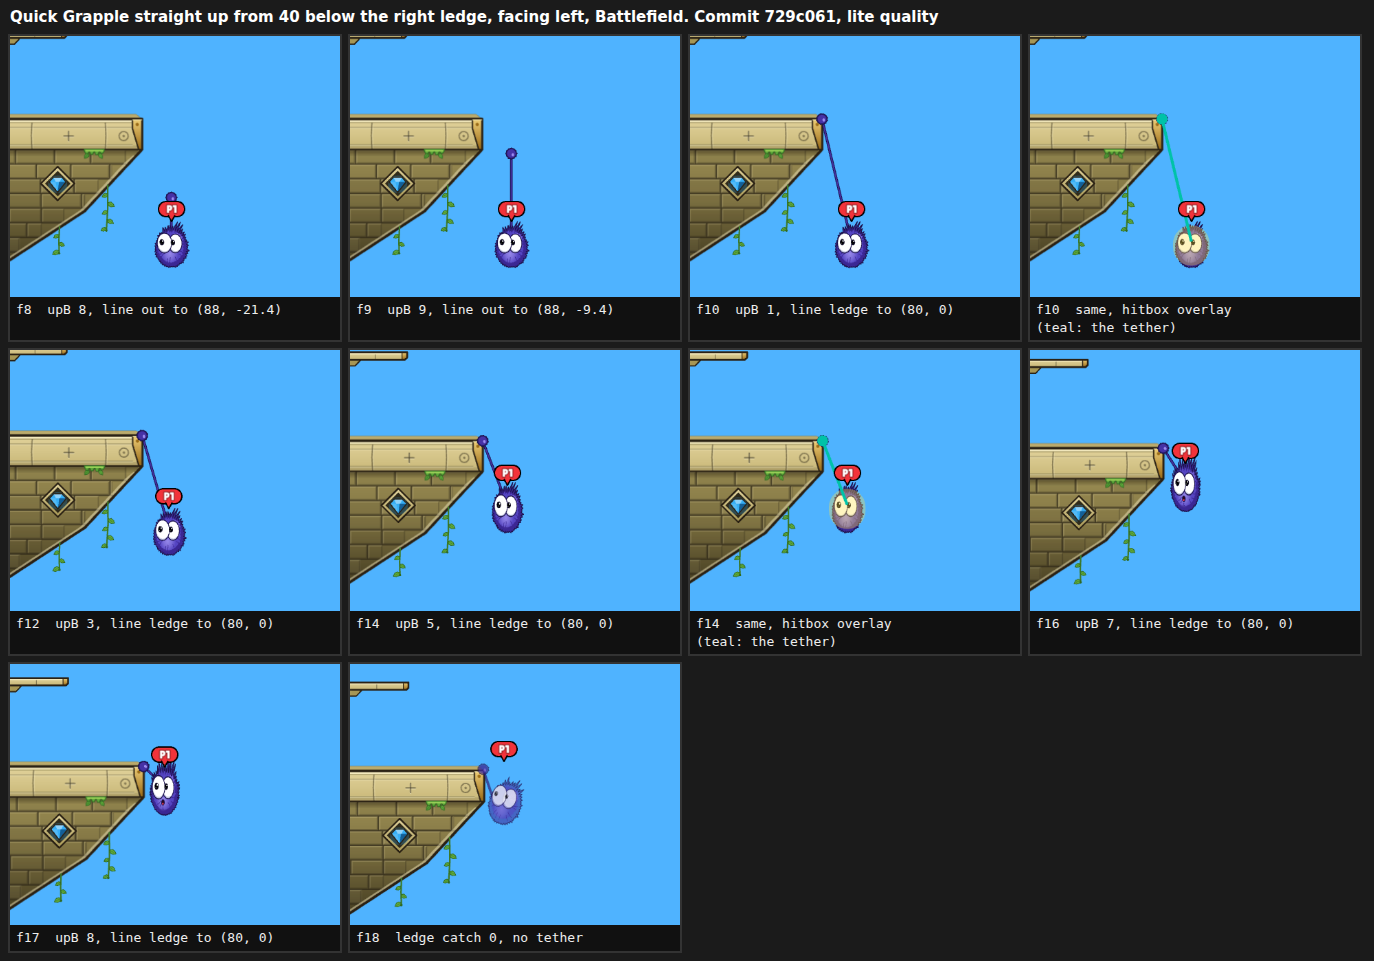 Quick Grapple straight up from 40 below the right ledge, facing left, Battlefield. Commit 729c061, lite quality
P1
P1
P1
P1
f8  upB 8, line out to (88, -21.4)
f9  upB 9, line out to (88, -9.4)
f10  upB 1, line ledge to (80, 0)
f10  same, hitbox overlay
(teal: the tether)
P1
P1
P1
P1
f12  upB 3, line ledge to (80, 0)
f14  upB 5, line ledge to (80, 0)
f14  same, hitbox overlay
(teal: the tether)
f16  upB 7, line ledge to (80, 0)
P1
P1
f17  upB 8, line ledge to (80, 0)
f18  ledge catch 0, no tether